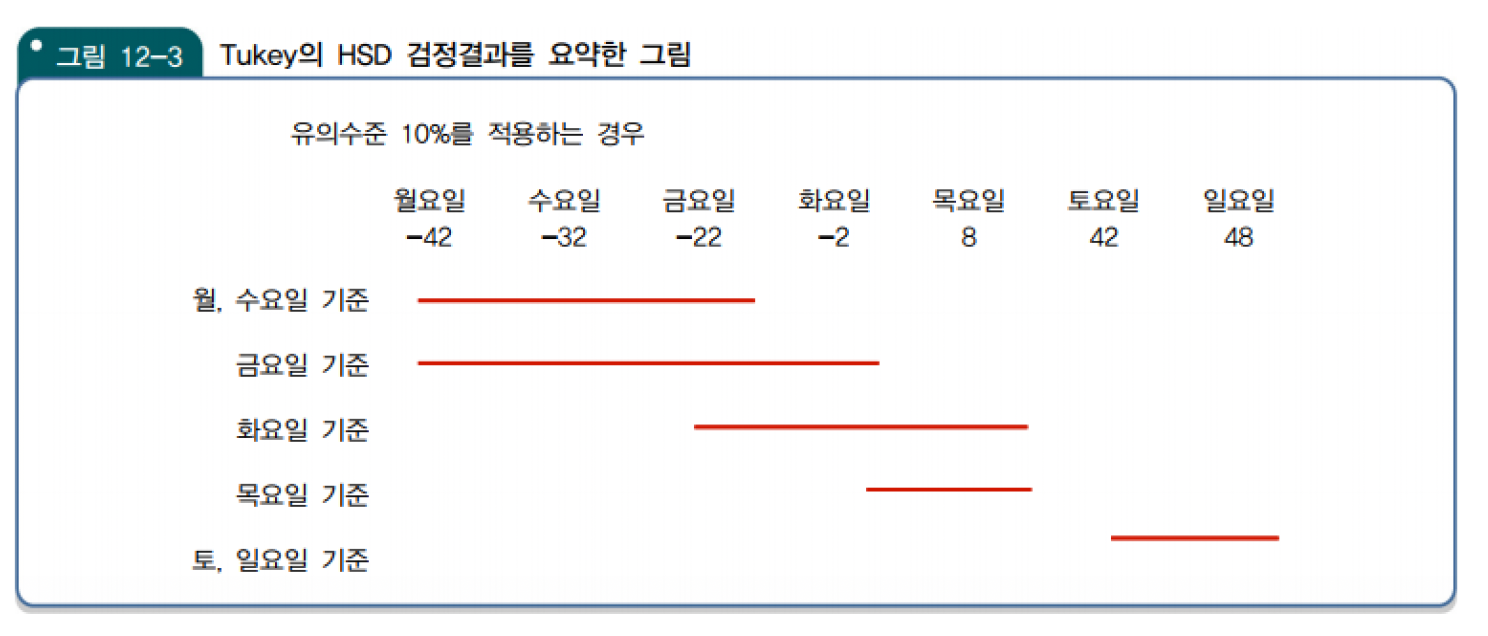 그림 12-3 Tukey의 HSD 검정결과를 요약한 그림
유의수준 10%를 적용하는 경우
월요일 수요일 금요일 화요일 목요일 토요일 일요일
-42 -32 -22 -2 8 42 48
월, 수요일 기준
금요일 기준
화요일 기준
목요일 기준
토, 일요일 기준